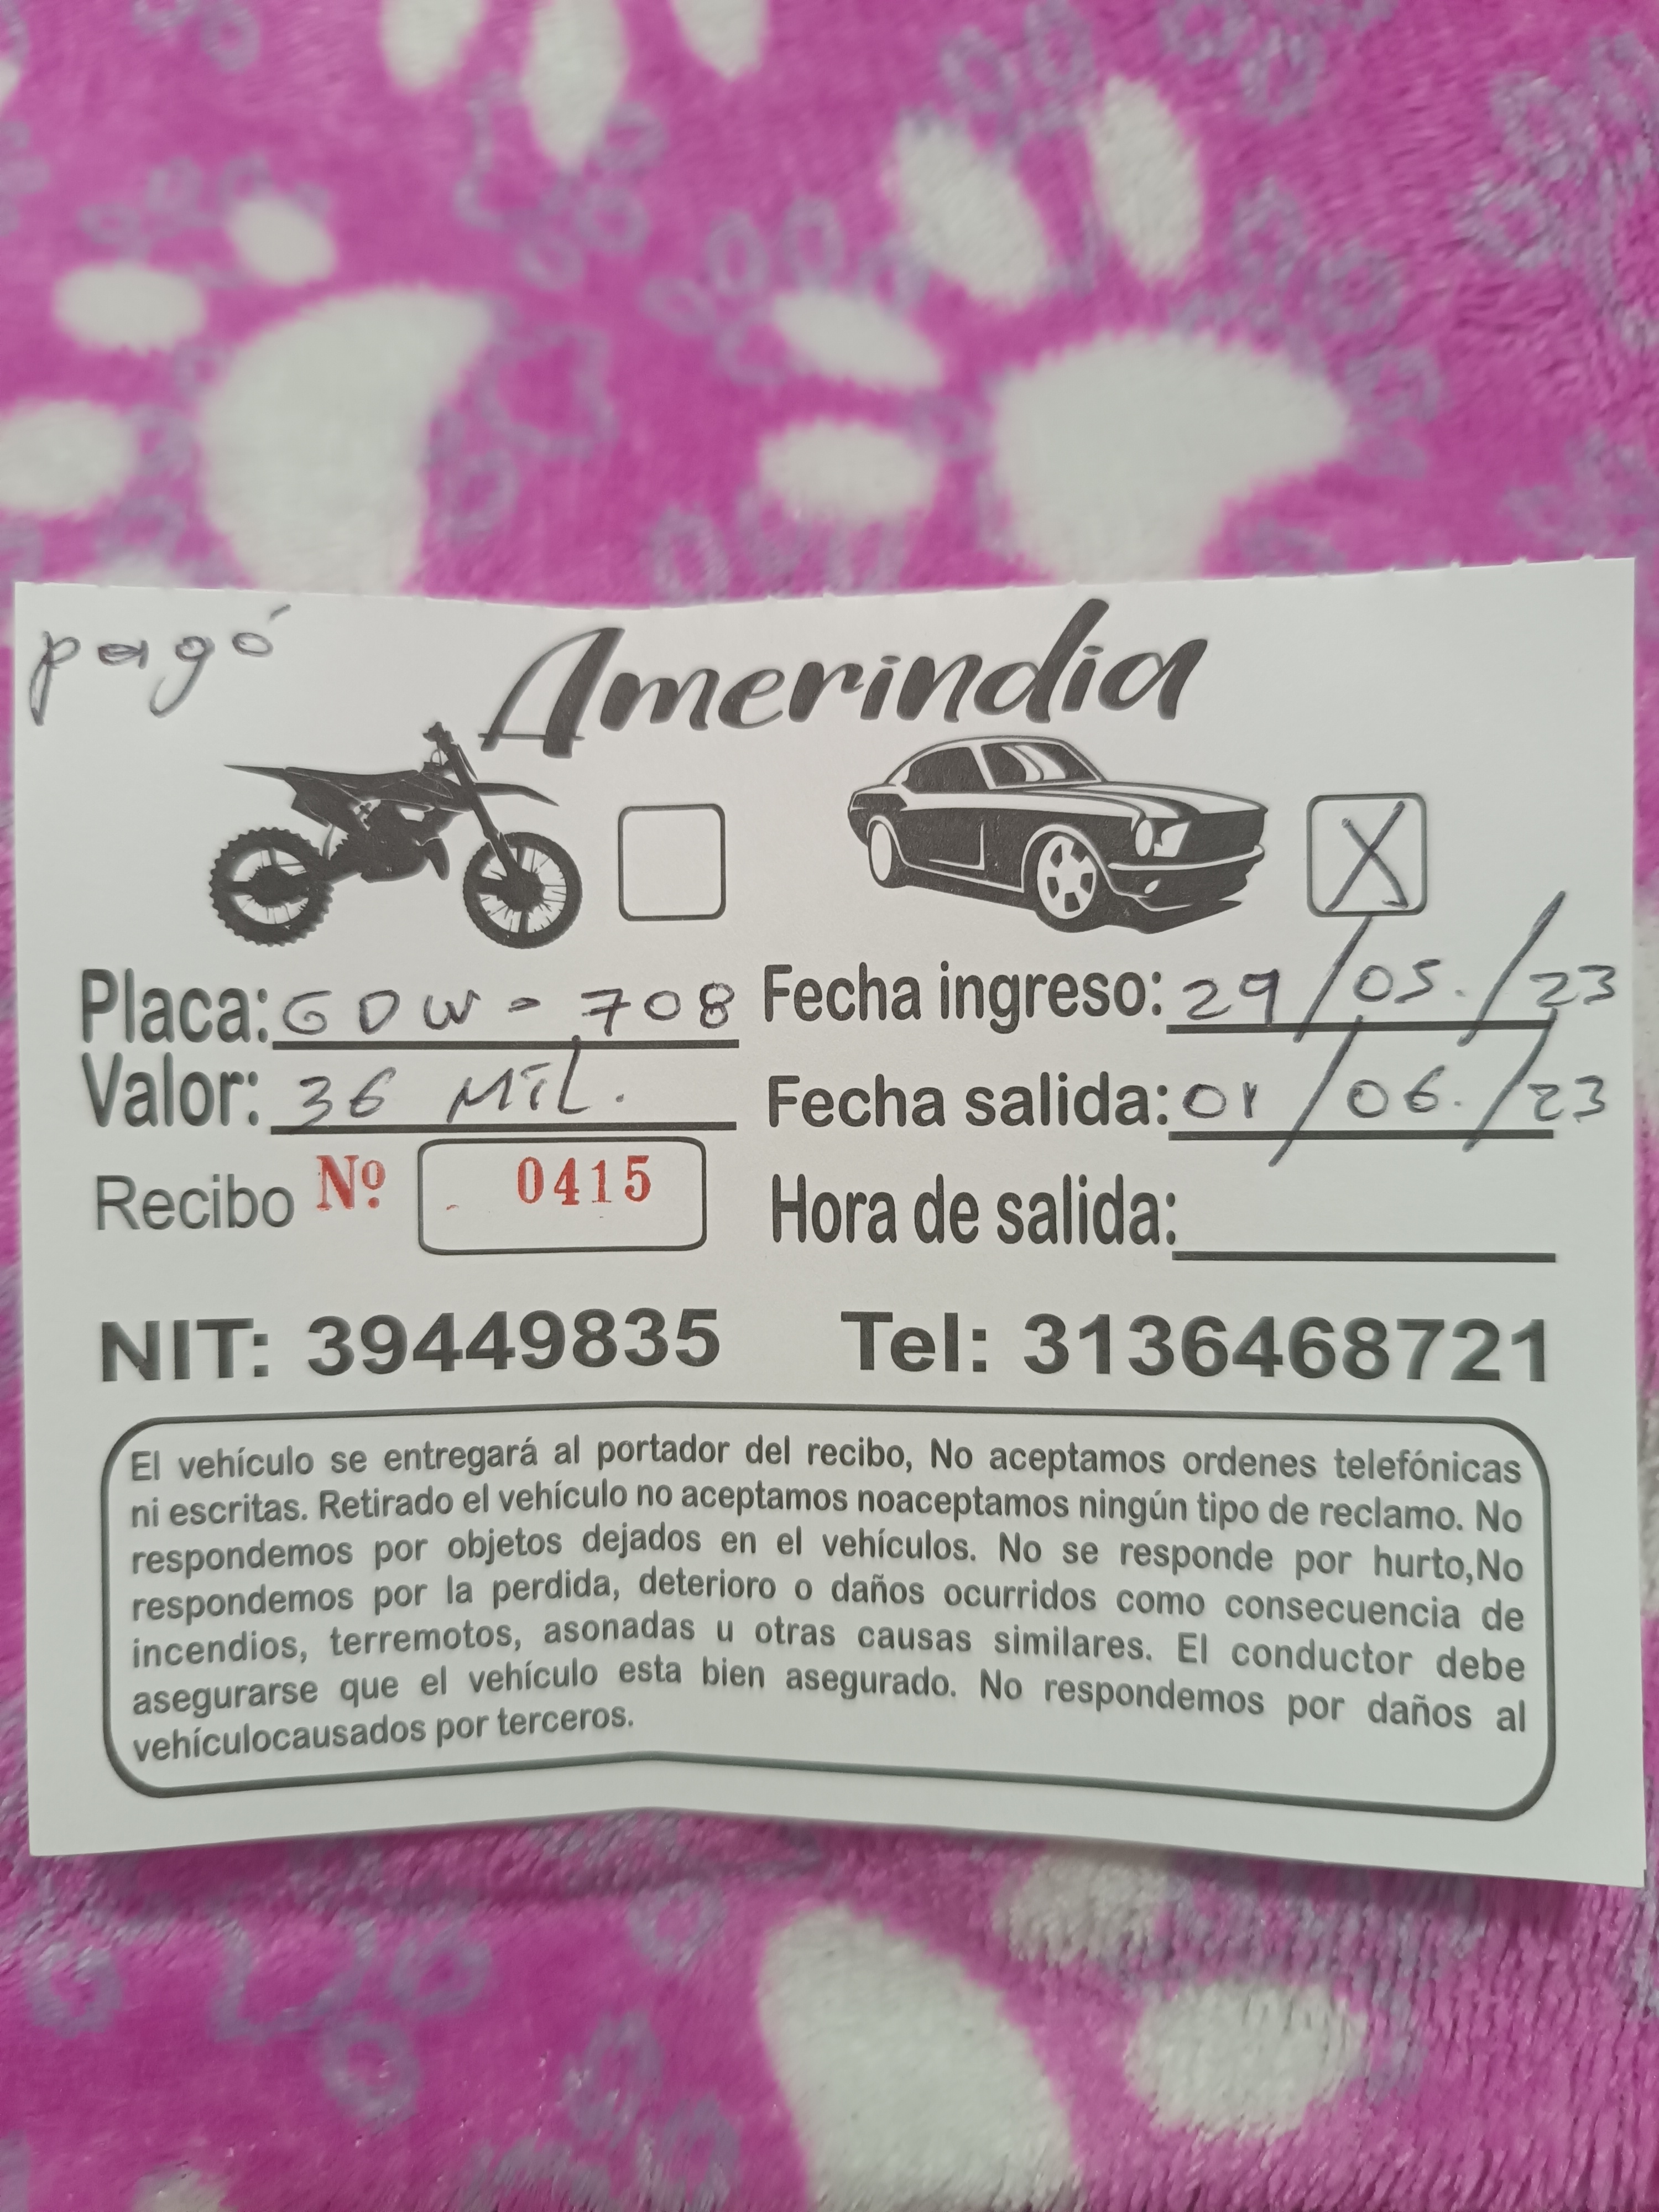 pagó
Amerindia
X
Placa: GDW - 708 Fecha ingreso: 29/05./23
Valor: 36 MIL. Fecha salida: 01/06./23
Recibo Nº 0415 Hora de salida:
NIT: 39449835 Tel: 3136468721
El vehículo se entregará al portador del recibo, No aceptamos ordenes telefónicas
ni escritas. Retirado el vehículo no aceptamos noaceptamos ningún tipo de reclamo. No
respondemos por objetos dejados en el vehículos. No se responde por hurto,No
respondemos por la perdida, deterioro o daños ocurridos como consecuencia de
incendios, terremotos, asonadas u otras causas similares. El conductor debe
asegurarse que el vehículo esta bien asegurado. No respondemos por daños al
vehículocausados por terceros.